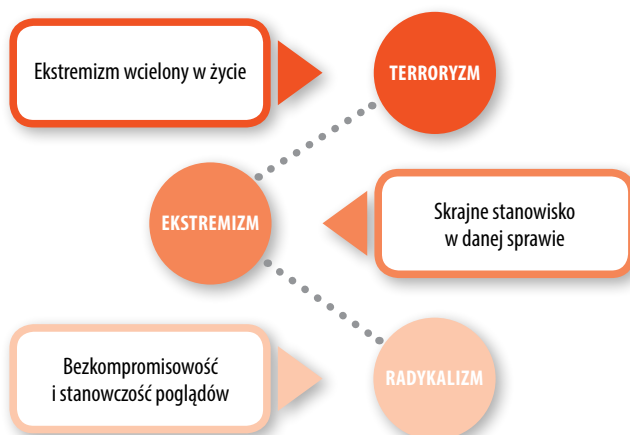 Ekstremizm wcielony w życie
TERRORYZM
EKSTREMIZM
Skrajne stanowisko
w danej sprawie
Bezkompromisowość
i stanowczość poglądów
RADYKALIZM